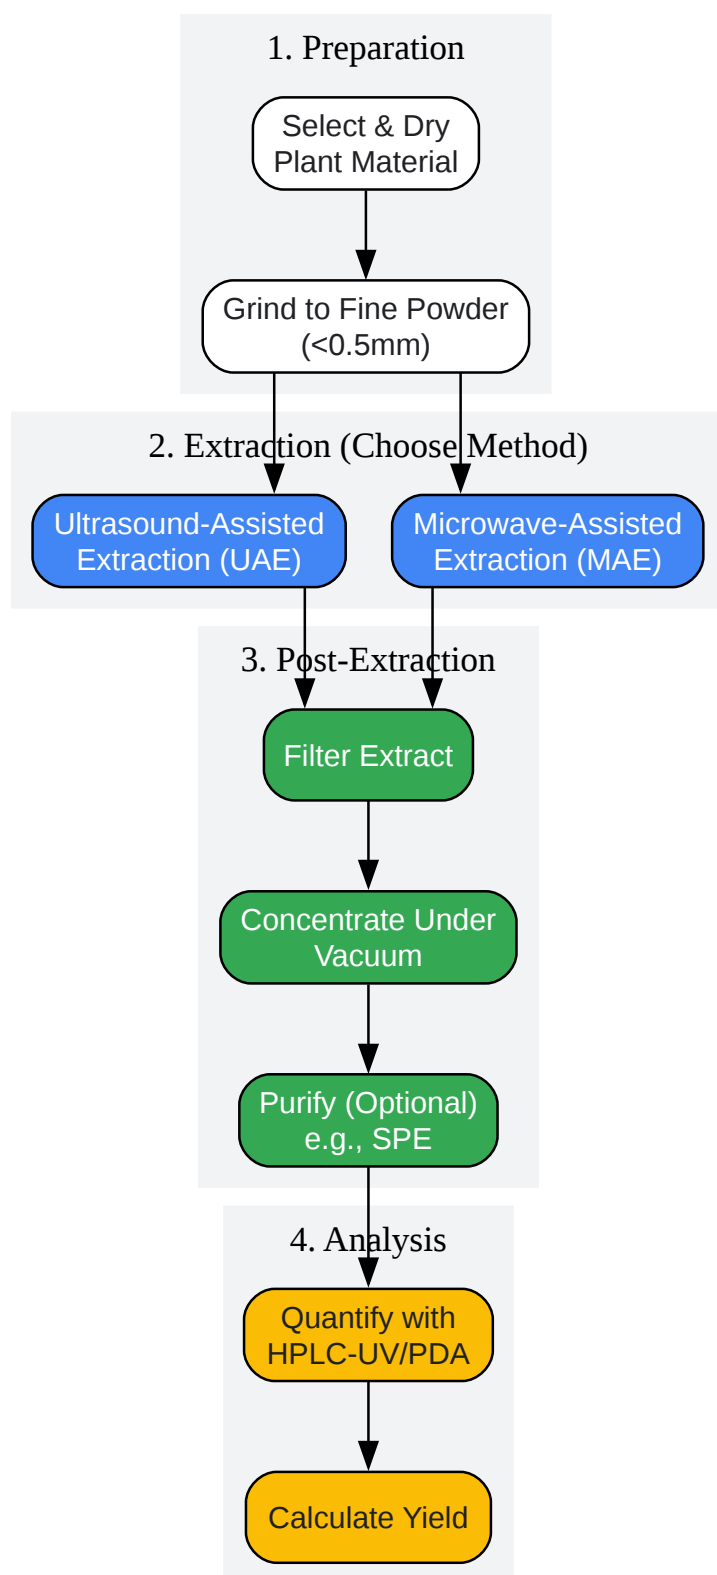 1. Preparation
Select & Dry
Plant Material
Grind to Fine Powder
(<0.5mm)
2. Extraction (Choose Method)
Ultrasound-Assisted
Extraction (UAE)
Microwave-Assisted
Extraction (MAE)
3. Post-Extraction
Filter Extract
Concentrate Under
Vacuum
Purify (Optional)
e.g., SPE
4. Analysis
Quantify with
HPLC-UV/PDA
Calculate Yield